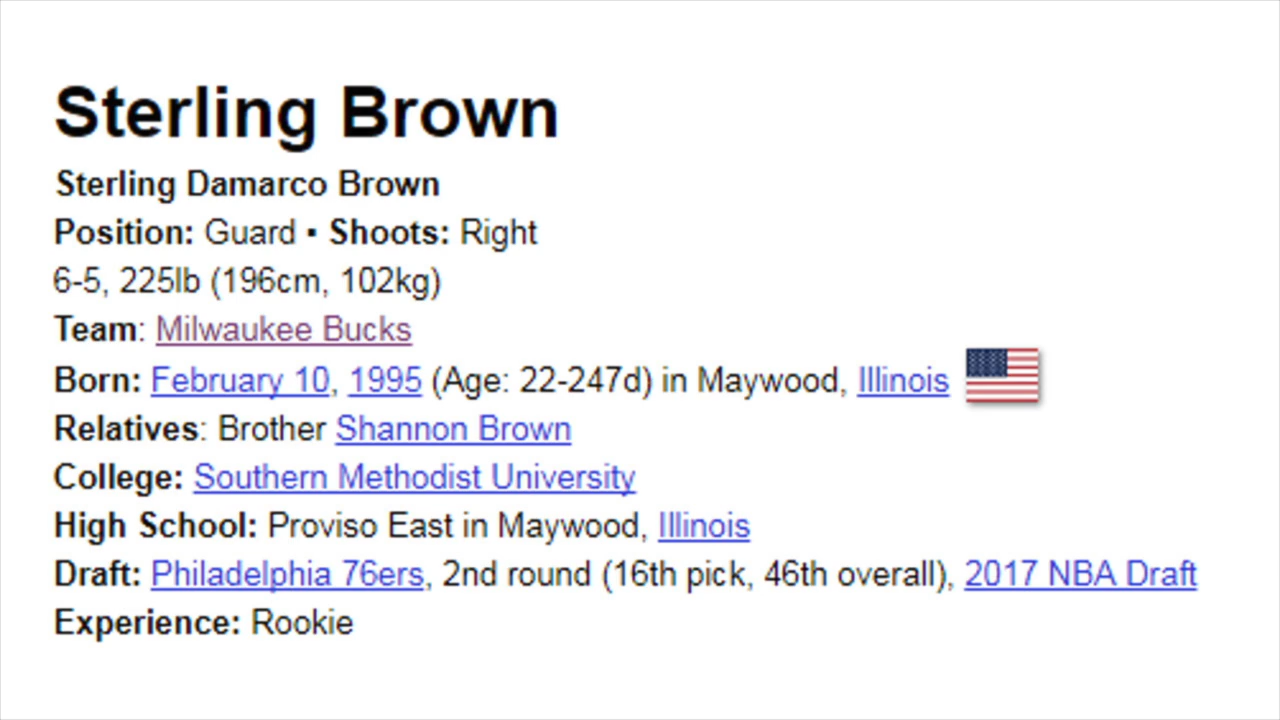 Sterling Brown
Sterling Damarco Brown
Position: Guard ▪ Shoots: Right
6-5, 225lb (196cm, 102kg)
Team: Milwaukee Bucks
Born: February 10, 1995 (Age: 22-247d) in Maywood, Illinois
Relatives: Brother Shannon Brown
College: Southern Methodist University
High School: Proviso East in Maywood, Illinois
Draft: Philadelphia 76ers, 2nd round (16th pick, 46th overall), 2017 NBA Draft
Experience: Rookie